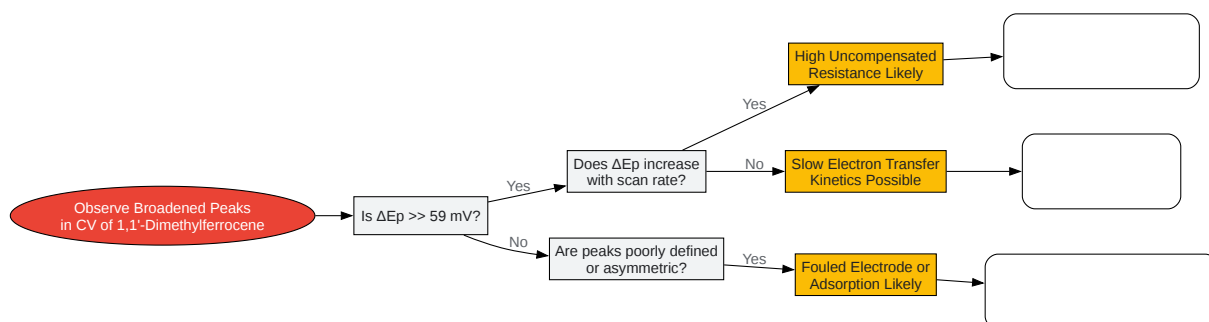 High Uncompensated
Resistance Likely
Yes
Does ΔEp increase
with scan rate?
No
Slow Electron Transfer
Kinetics Possible
Yes
Observe Broadened Peaks
in CV of 1,1'-Dimethylferrocene
Is ΔEp >> 59 mV?
No
Are peaks poorly defined
or asymmetric?
Yes
Fouled Electrode or
Adsorption Likely